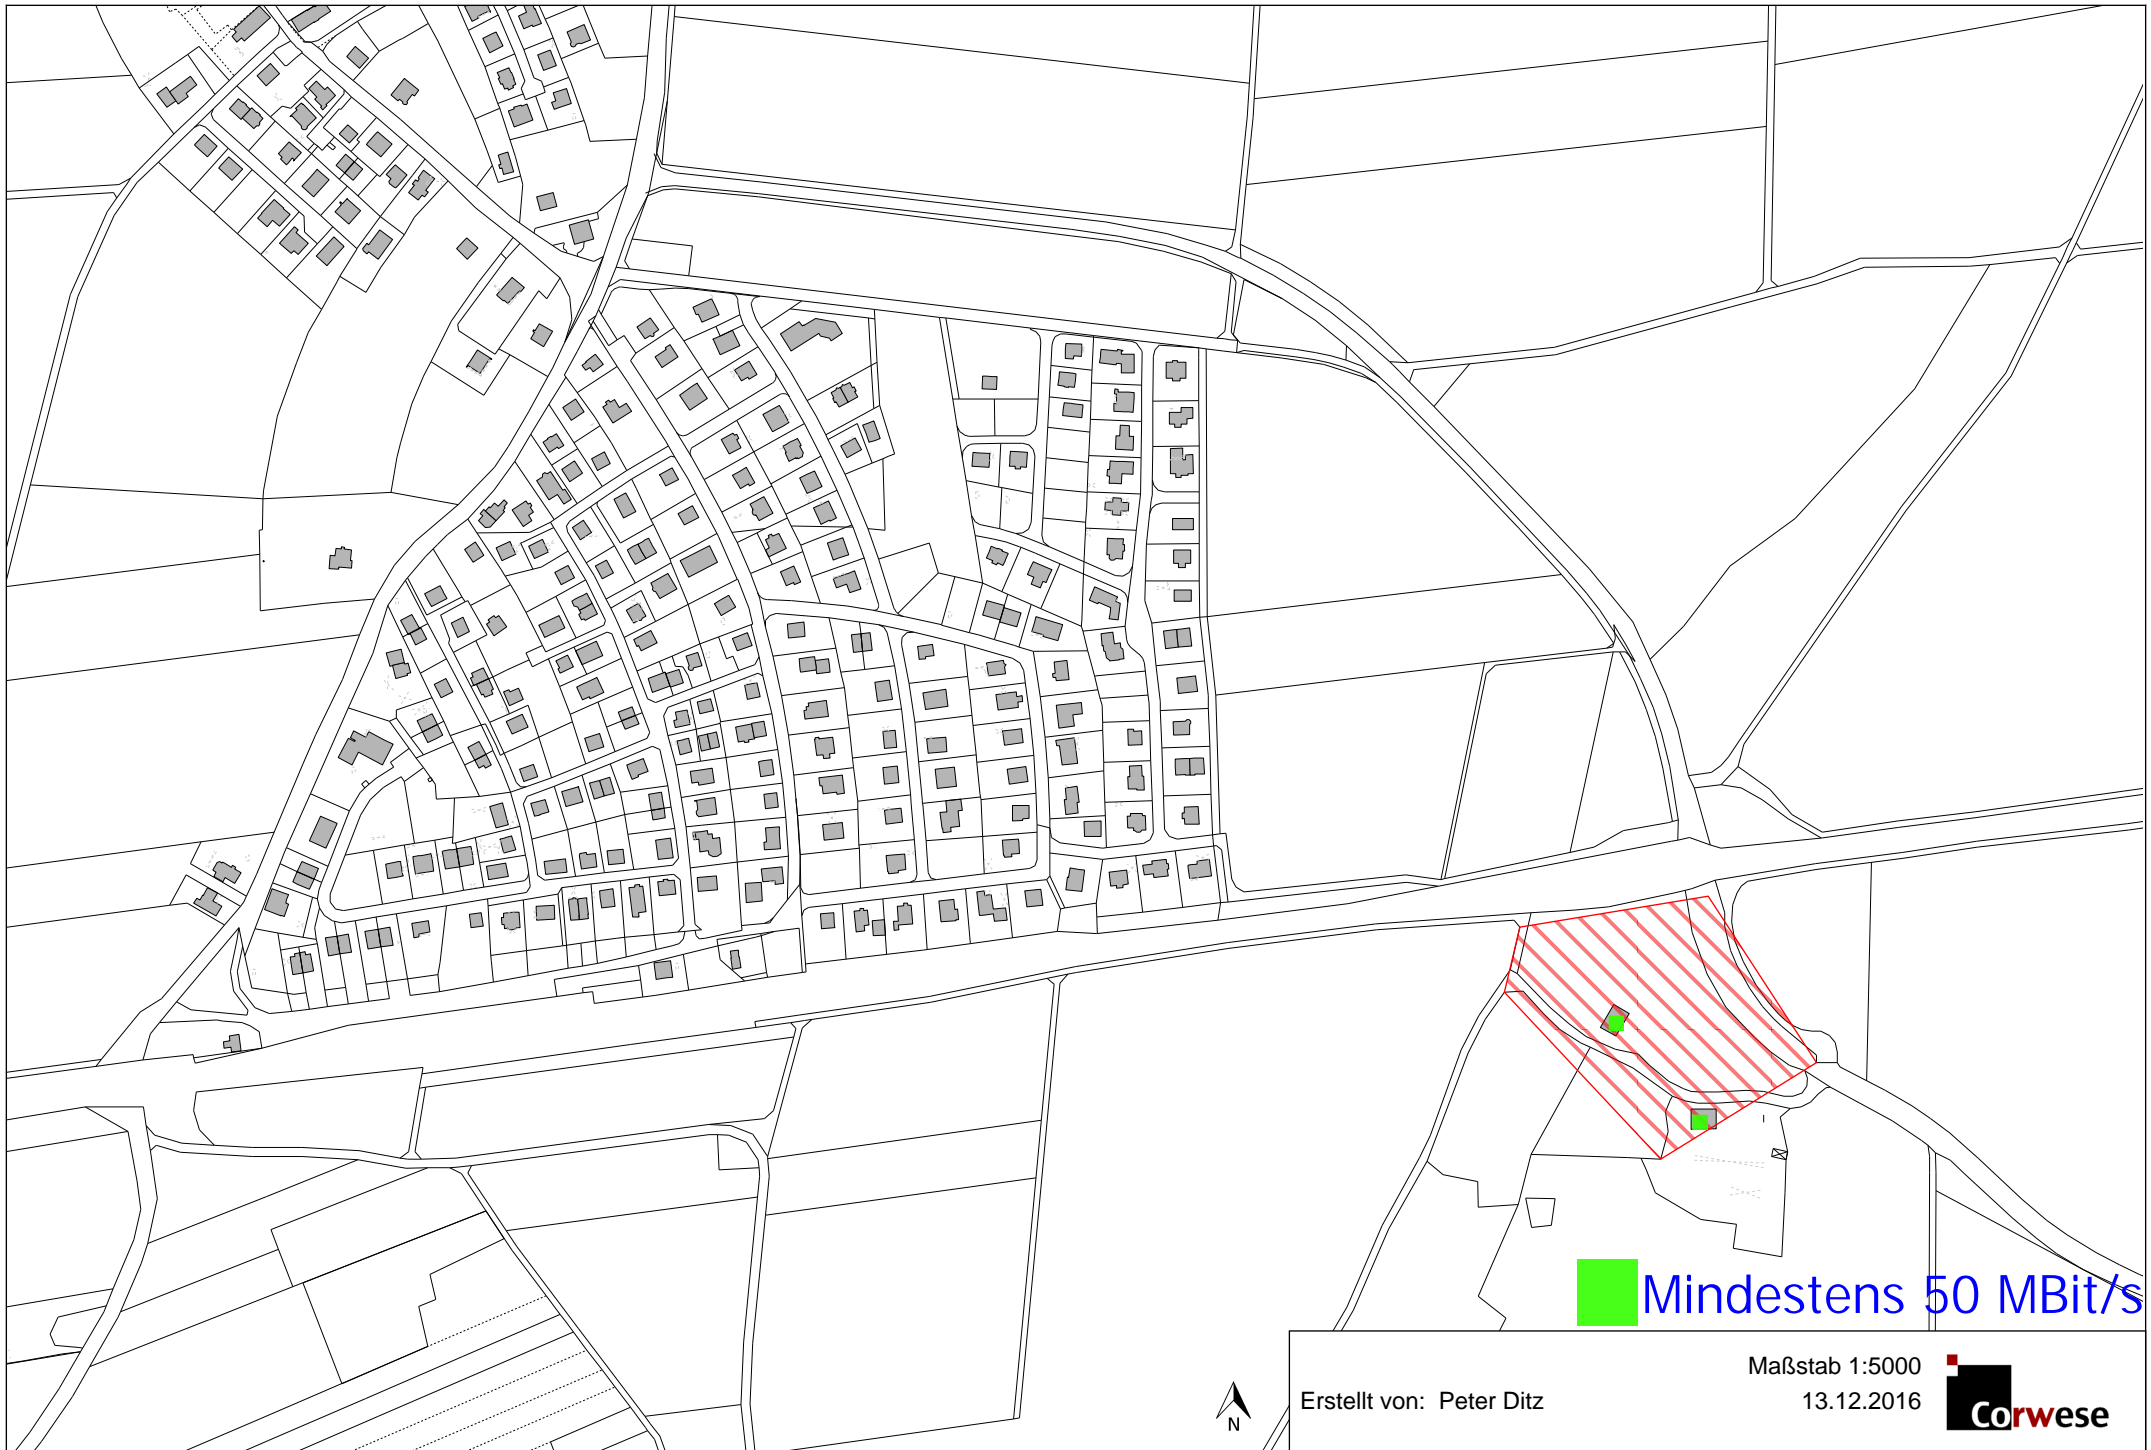 Mindestens 50 MBit/s
Maßstab 1:5000
Erstellt von: Peter Ditz
13.12.2016
N
Corwese